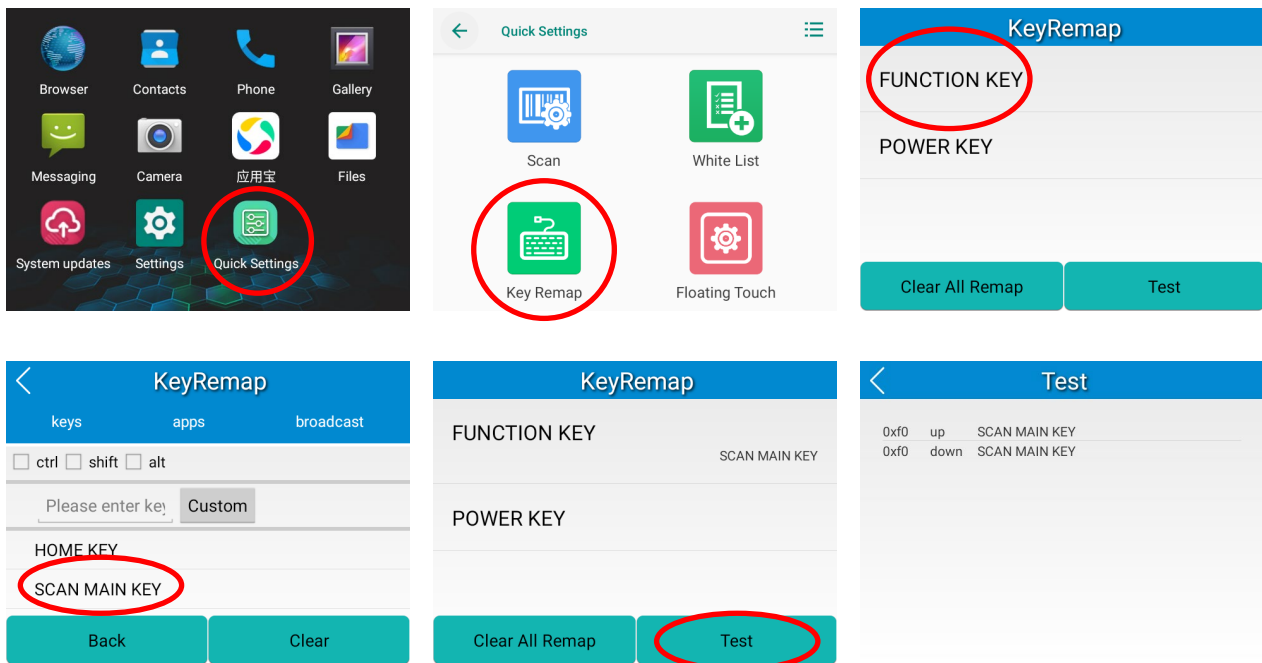 Browser Contacts Phone Gallery
Messaging Camera 应用宝 Files
System updates Settings Quick Settings
Quick Settings
Scan White List
Key Remap Floating Touch
KeyRemap
FUNCTION KEY
POWER KEY
Clear All Remap Test
KeyRemap
keys apps broadcast
ctrl shift alt
Please enter key Custom
HOME KEY
SCAN MAIN KEY
Back Clear
KeyRemap
FUNCTION KEY
SCAN MAIN KEY
POWER KEY
Clear All Remap Test
Test
0xf0 up SCAN MAIN KEY
0xf0 down SCAN MAIN KEY